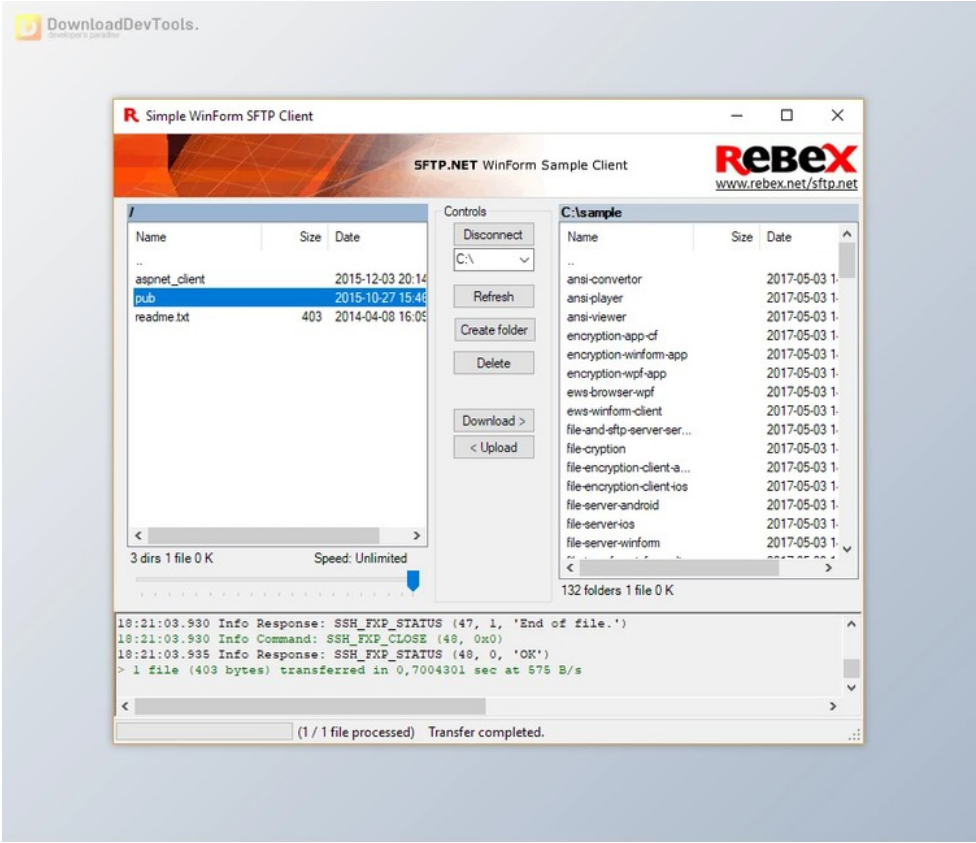 DownloadDevTools.
developer's paradise
R Simple WinForm SFTP Client
SFTP.NET WinForm Sample Client
ReBeX
www.rebex.net/sftp.net
/
Name Size Date
..
aspnet_client 2015-12-03 20:14
pub 2015-10-27 15:46
readme.txt 403 2014-04-08 16:05
3 dirs 1 file 0 K Speed: Unlimited
Controls
Disconnect
C:\
Refresh
Create folder
Delete
Download >
< Upload
C:\sample
Name Size Date
..
ansi-convertor 2017-05-03 1
ansi-player 2017-05-03 1
ansi-viewer 2017-05-03 1
encryption-app-cf 2017-05-03 1
encryption-winform-app 2017-05-03 1
encryption-wpf-app 2017-05-03 1
ews-browser-wpf 2017-05-03 1
ews-winform-client 2017-05-03 1
file-and-sftp-server-ser... 2017-05-03 1
file-cryption 2017-05-03 1
file-encryption-client-a... 2017-05-03 1
file-encryption-client-ios 2017-05-03 1
file-server-android 2017-05-03 1
file-server-ios 2017-05-03 1
file-server-winform 2017-05-03 1
132 folders 1 file 0 K
18:21:03.930 Info Response: SSH_FXP_STATUS (47, 1, 'End of file.')
18:21:03.930 Info Command: SSH_FXP_CLOSE (48, 0x0)
18:21:03.935 Info Response: SSH_FXP_STATUS (48, 0, 'OK')
> 1 file (403 bytes) transferred in 0,7004301 sec at 575 B/s
(1 / 1 file processed) Transfer completed.